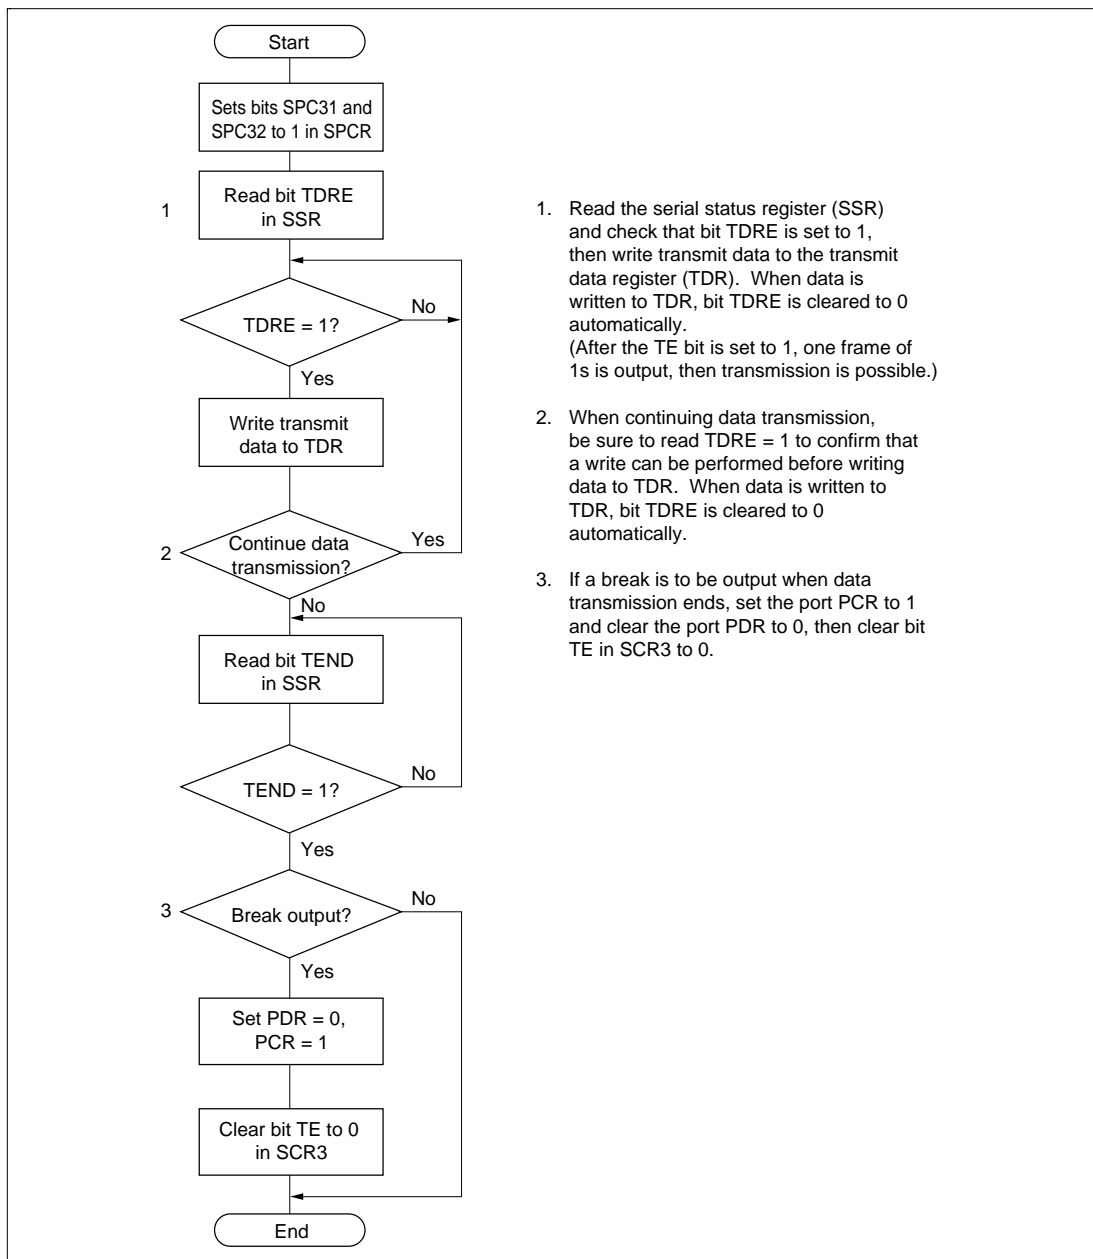 Start
Sets bits SPC31 and
SPC32 to 1 in SPCR
1
Read bit TDRE
in SSR
TDRE = 1?
No
Yes
Write transmit
data to TDR
2
Continue data
transmission?
Yes
No
Read bit TEND
in SSR
TEND = 1?
No
Yes
3
Break output?
No
Yes
Set PDR = 0,
PCR = 1
Clear bit TE to 0
in SCR3
End
1. Read the serial status register (SSR)
and check that bit TDRE is set to 1,
then write transmit data to the transmit
data register (TDR). When data is
written to TDR, bit TDRE is cleared to 0
automatically.
(After the TE bit is set to 1, one frame of
1s is output, then transmission is possible.)
2. When continuing data transmission,
be sure to read TDRE = 1 to confirm that
a write can be performed before writing
data to TDR. When data is written to
TDR, bit TDRE is cleared to 0
automatically.
3. If a break is to be output when data
transmission ends, set the port PCR to 1
and clear the port PDR to 0, then clear bit
TE in SCR3 to 0.